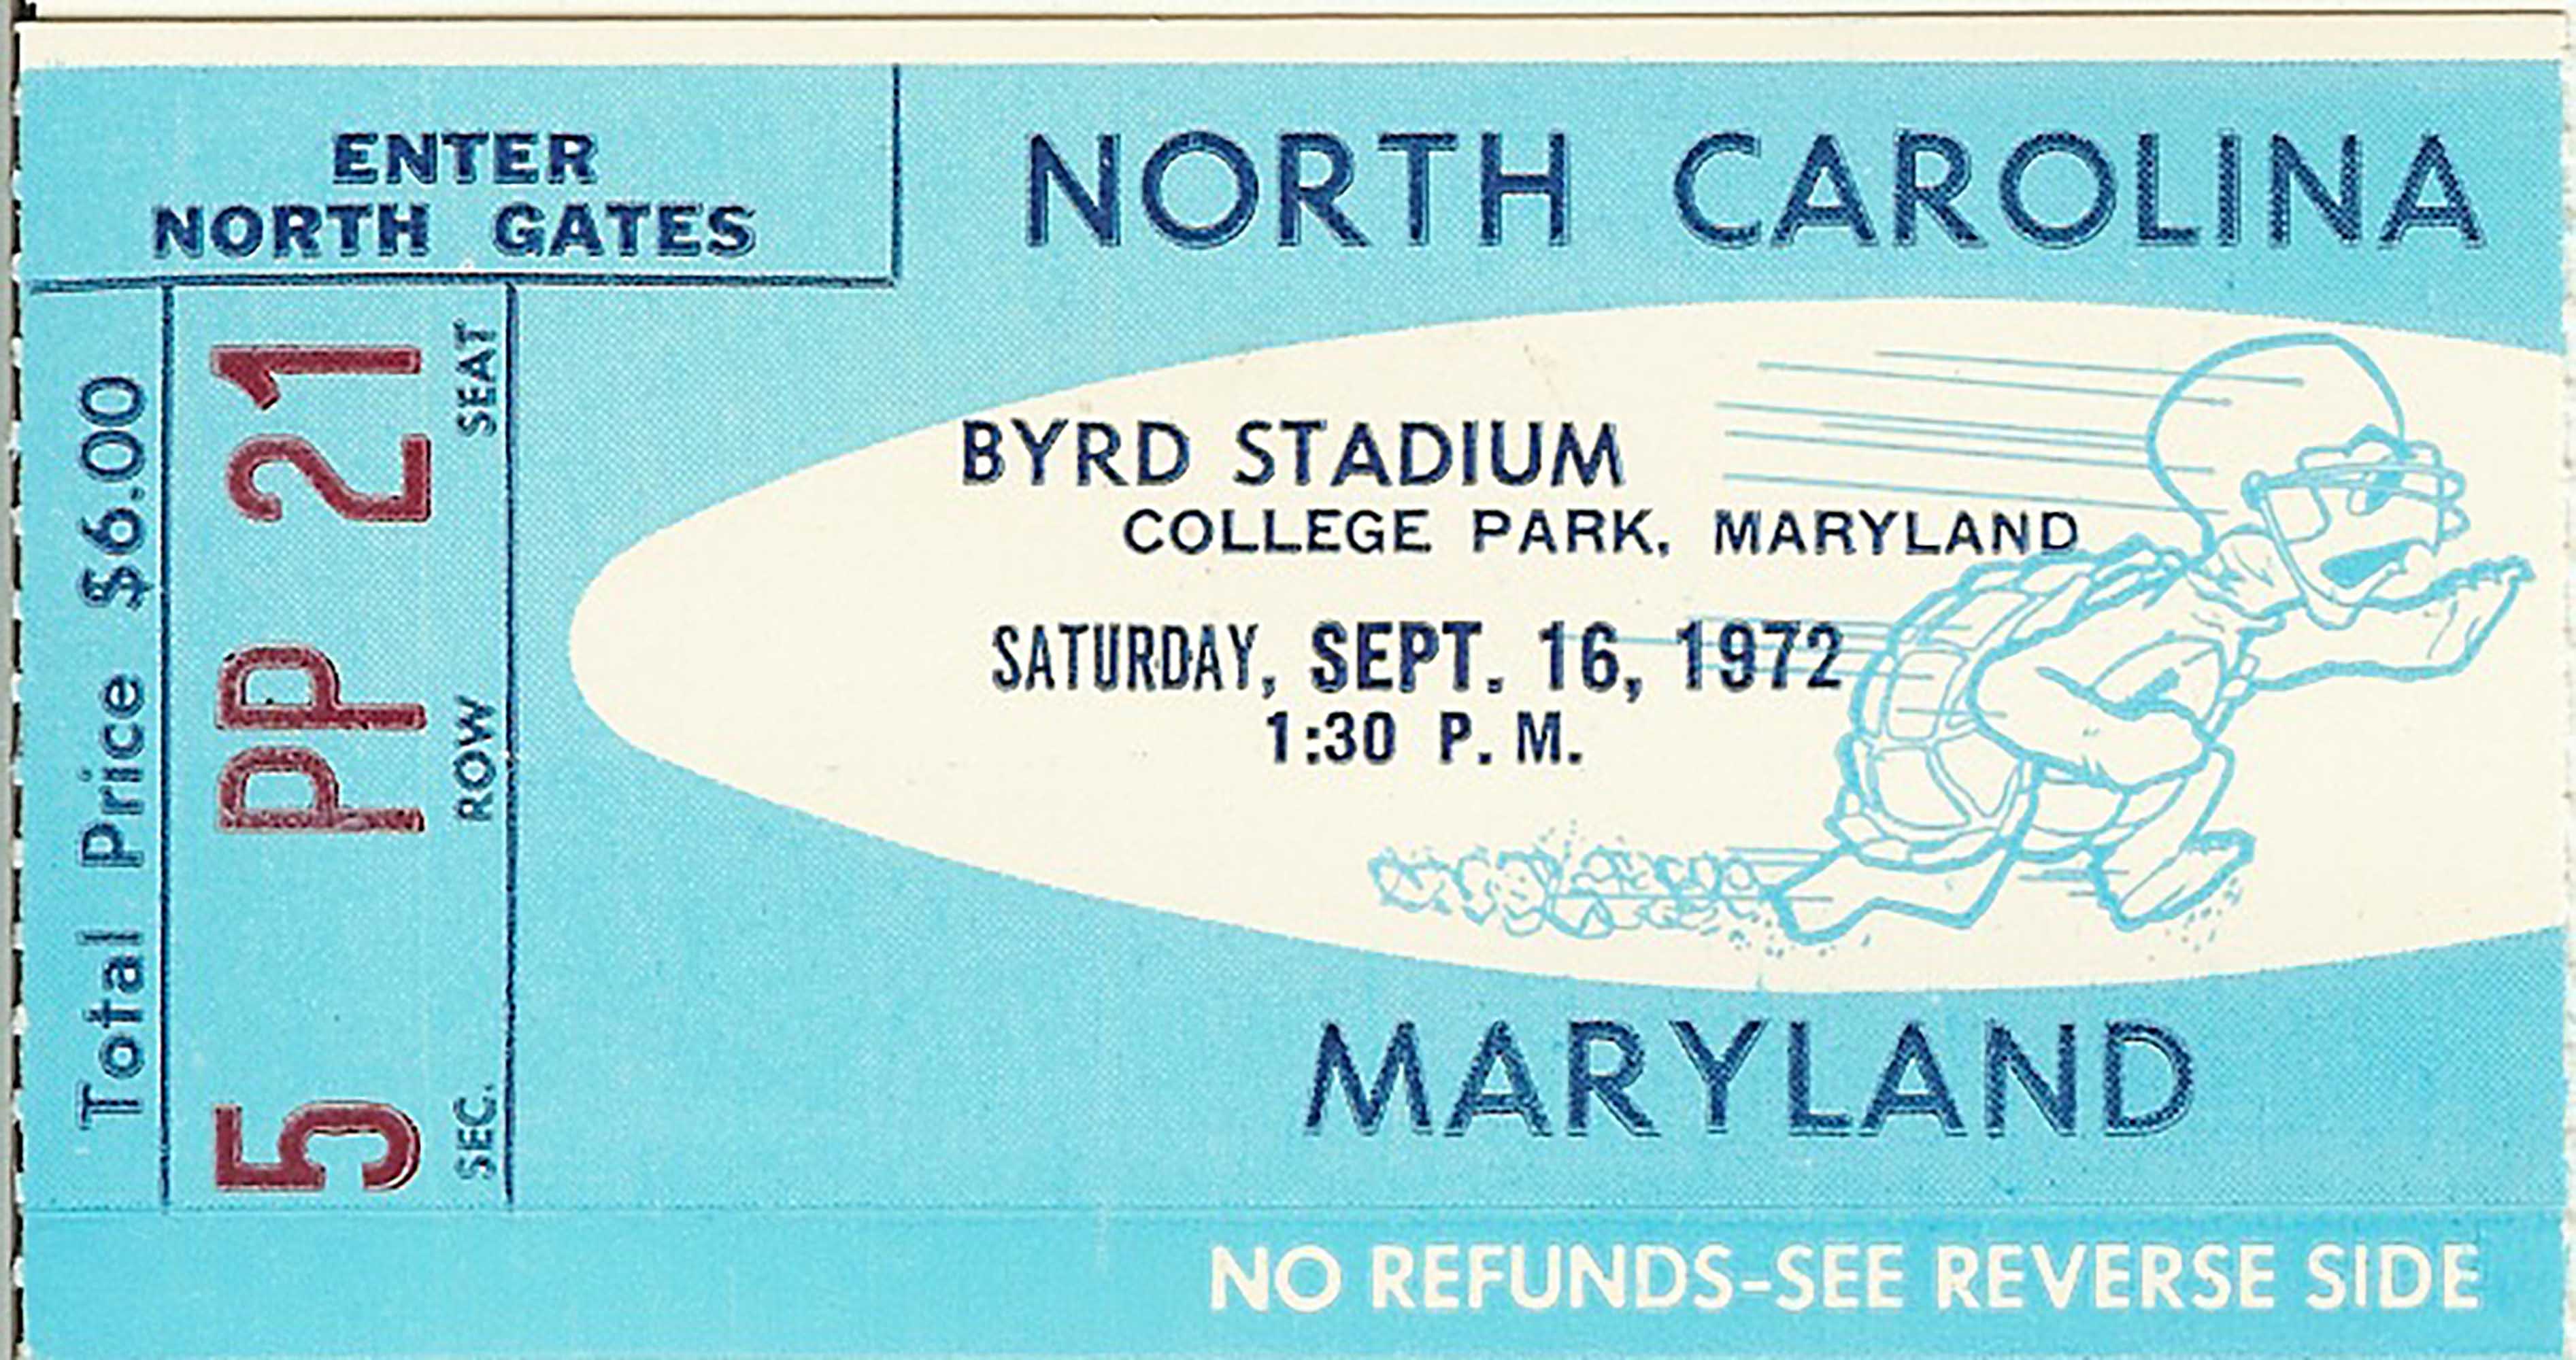 ENTER
NORTH GATES
NORTH CAROLINA
Total Price $6.00
5 PP 21
SEC. ROW SEAT
BYRD STADIUM
COLLEGE PARK, MARYLAND
SATURDAY, SEPT. 16, 1972
1:30 P. M.
MARYLAND
NO REFUNDS-SEE REVERSE SIDE